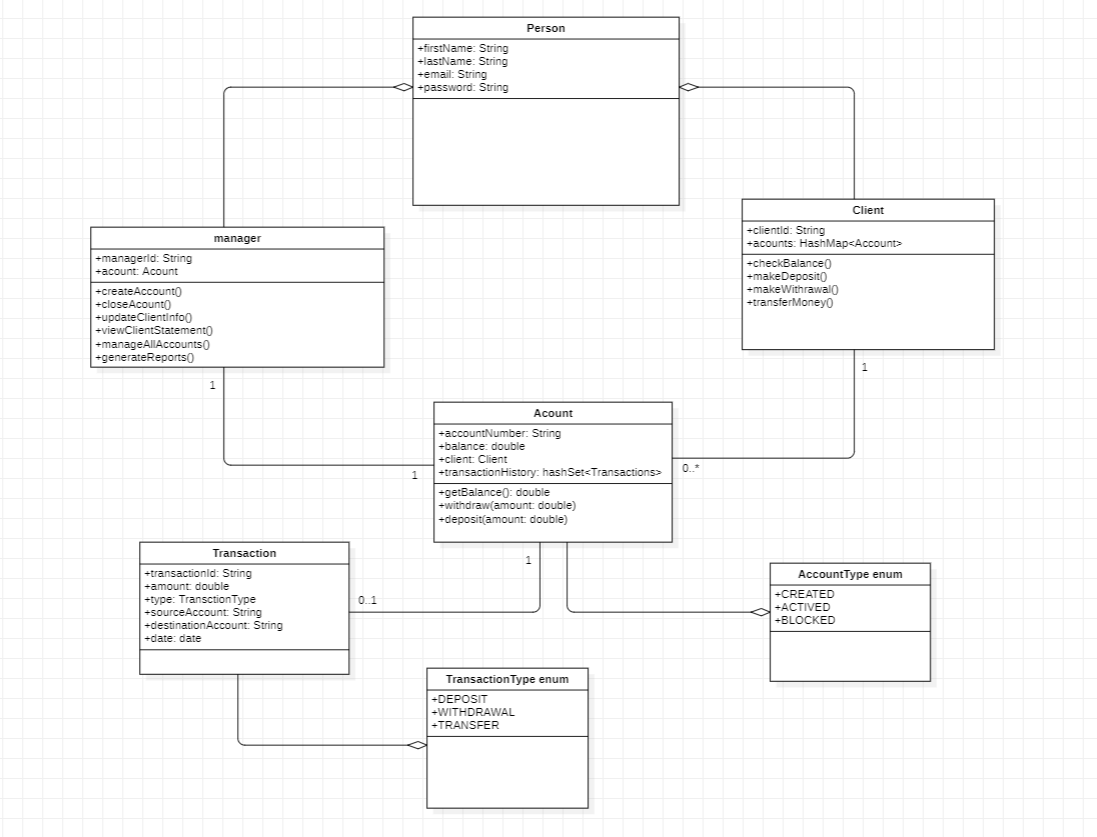 Person
+firstName: String
+lastName: String
+email: String
+password: String
manager
+managerId: String
+acount: Acount
+createAccount()
+closeAcount()
+updateClientInfo()
+viewClientStatement()
+manageAllAccounts()
+generateReports()
1
1
Client
+clientId: String
+acounts: HashMap<Account>
+checkBalance()
+makeDeposit()
+makeWithrawal()
+transferMoney()
1
0..*
Acount
+accountNumber: String
+balance: double
+client: Client
+transactionHistory: hashSet<Transactions>
+getBalance(): double
+withdraw(amount: double)
+deposit(amount: double)
1
0..1
Transaction
+transactionId: String
+amount: double
+type: TransctionType
+sourceAccount: String
+destinationAccount: String
+date: date
AccountType enum
+CREATED
+ACTIVED
+BLOCKED
TransactionType enum
+DEPOSIT
+WITHDRAWAL
+TRANSFER